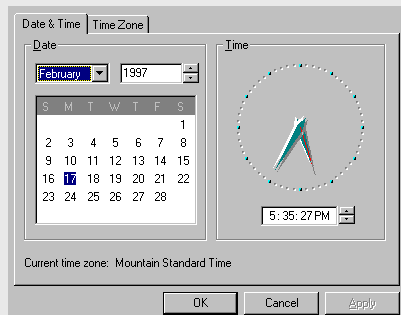 Date & Time Time Zone
Date
February 1997
S M T W T F S
1
2 3 4 5 6 7 8
9 10 11 12 13 14 15
16 17 18 19 20 21 22
23 24 25 26 27 28
Time
5:35:27 PM
Current time zone: Mountain Standard Time
OK Cancel Apply